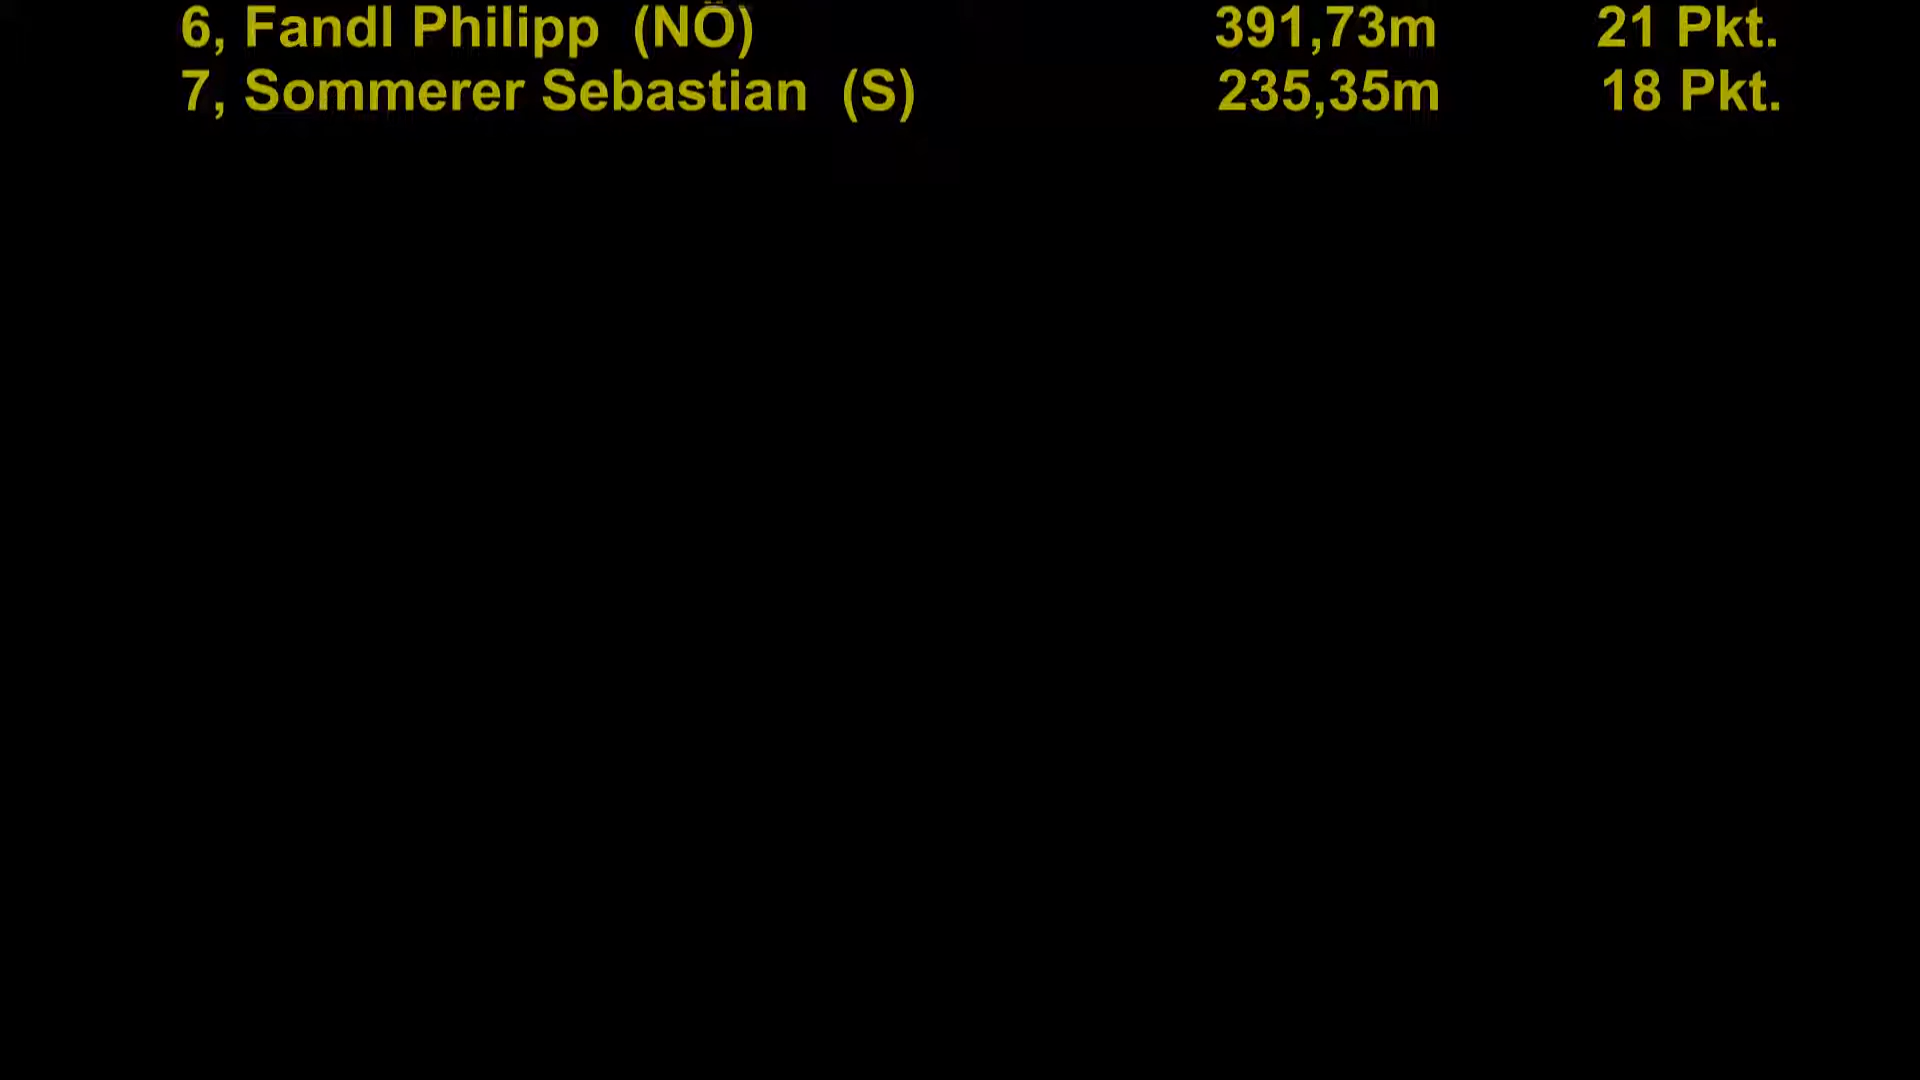 6, Fandl Philipp (NÖ) 391,73m 21 Pkt.
7, Sommerer Sebastian (S) 235,35m 18 Pkt.